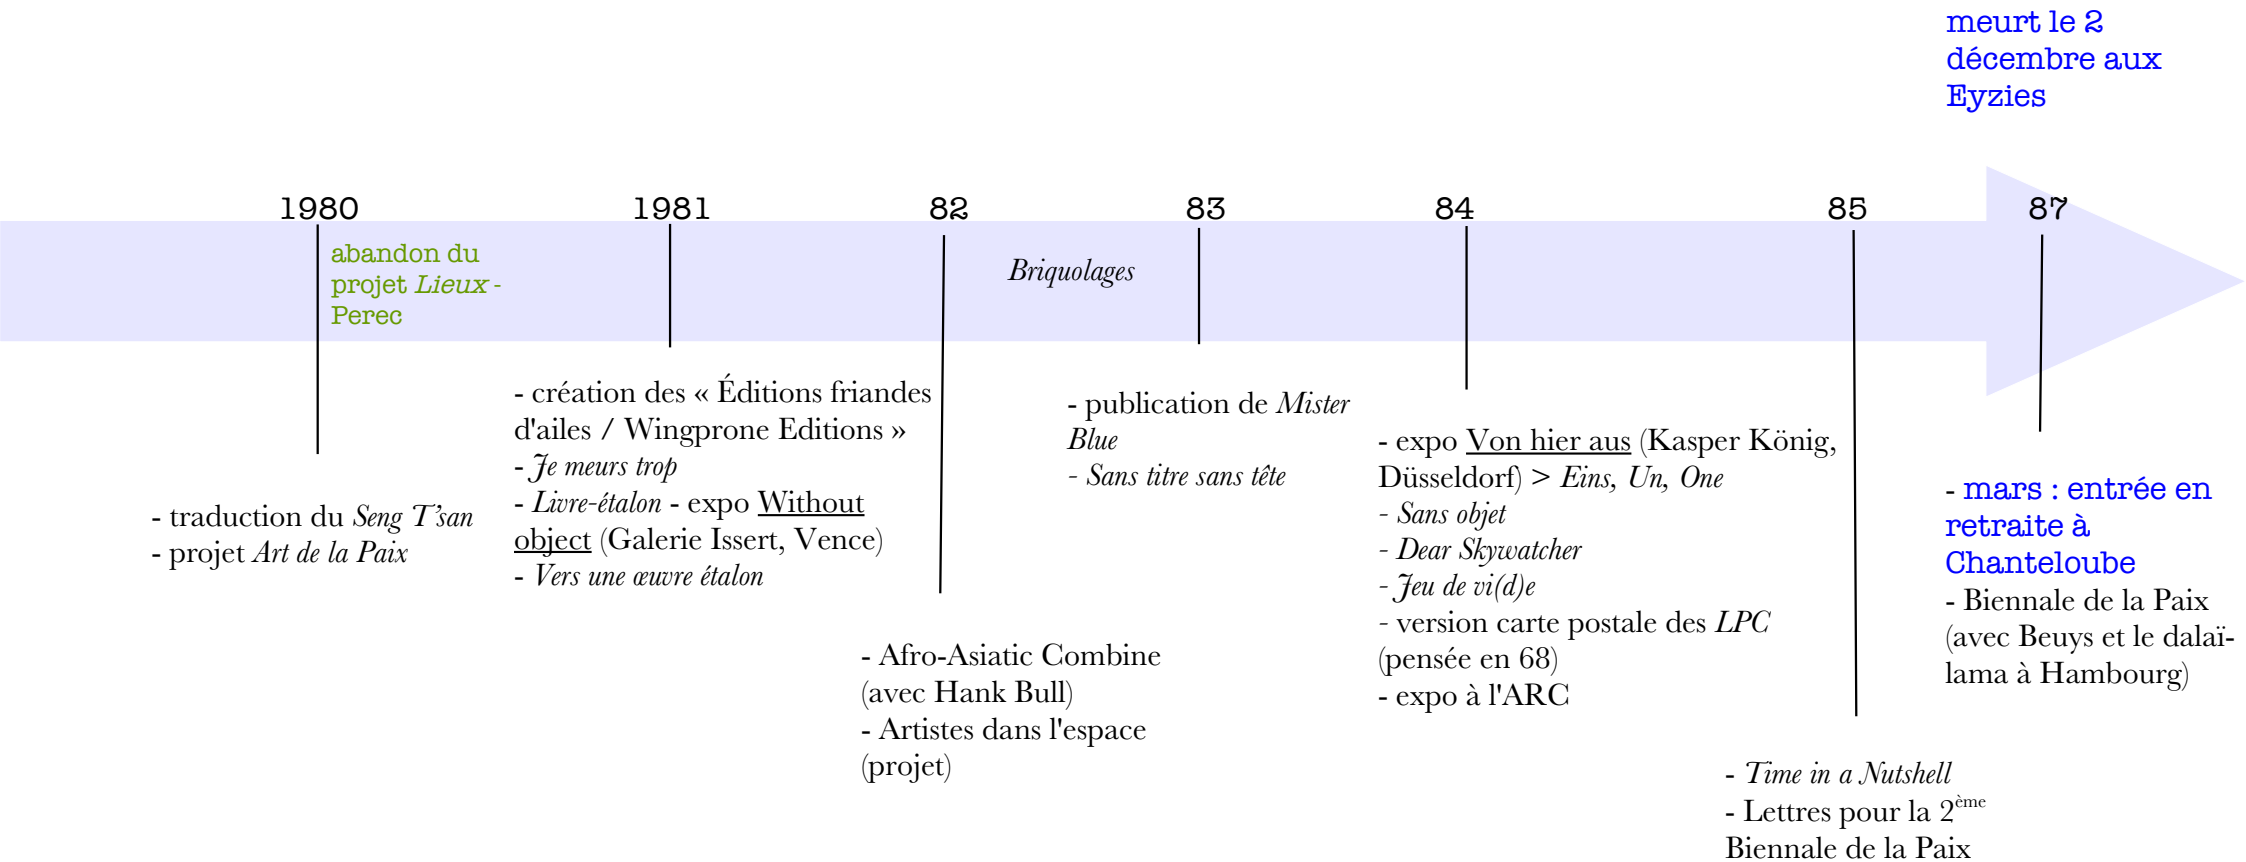 meurt le 2
décembre aux
Eyzies
1980
1981
82
83
84
85
87
abandon du
projet Lieux -
Perec
Briquolages
- traduction du Seng T'san
- projet Art de la Paix
- création des « Éditions friandes
d'ailes / Wingprone Editions »
- Je meurs trop
- Livre-étalon - expo Without
object (Galerie Issert, Vence)
- Vers une œuvre étalon
- Afro-Asiatic Combine
(avec Hank Bull)
- Artistes dans l'espace
(projet)
- publication de Mister
Blue
- Sans titre sans tête
- expo Von hier aus (Kasper König,
Düsseldorf) > Eins, Un, One
- Sans objet
- Dear Skywatcher
- Jeu de vi(d)e
- version carte postale des LPC
(pensée en 68)
- expo à l'ARC
- Time in a Nutshell
- Lettres pour la 2ème
Biennale de la Paix
- mars : entrée en
retraite à
Chanteloube
- Biennale de la Paix
(avec Beuys et le dalaï-
lama à Hambourg)